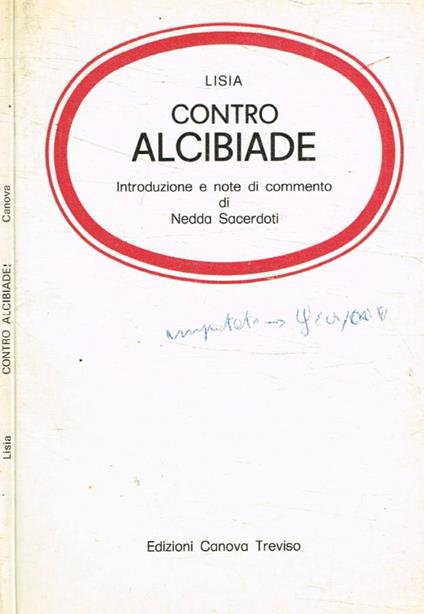 LISIA
CONTRO
ALCIBIADE
Introduzione e note di commento
di
Nedda Sacerdoti
Edizioni Canova Treviso
Lisia CONTRO ALCIBIADE! Canova